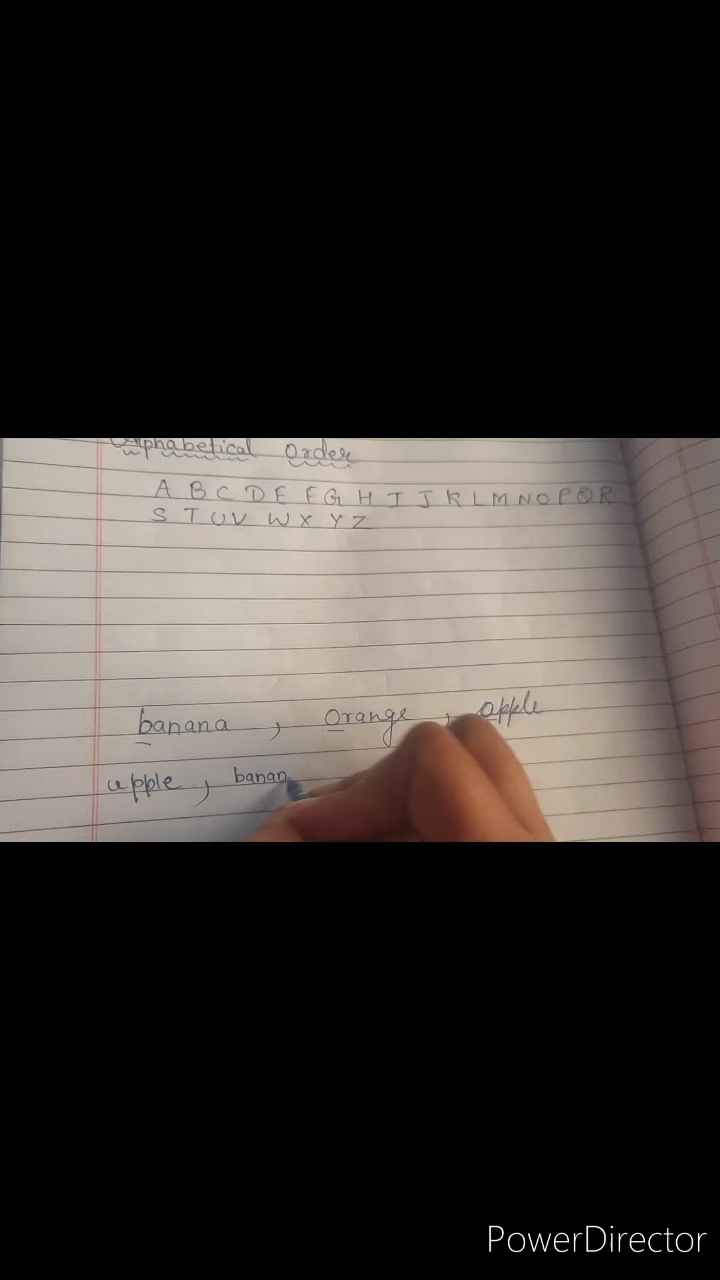 Alphabetical Order
A B C D E F G H I J K L M N O P Q R
S T U V W X Y Z
banana , orange , apple
apple , banan
PowerDirector